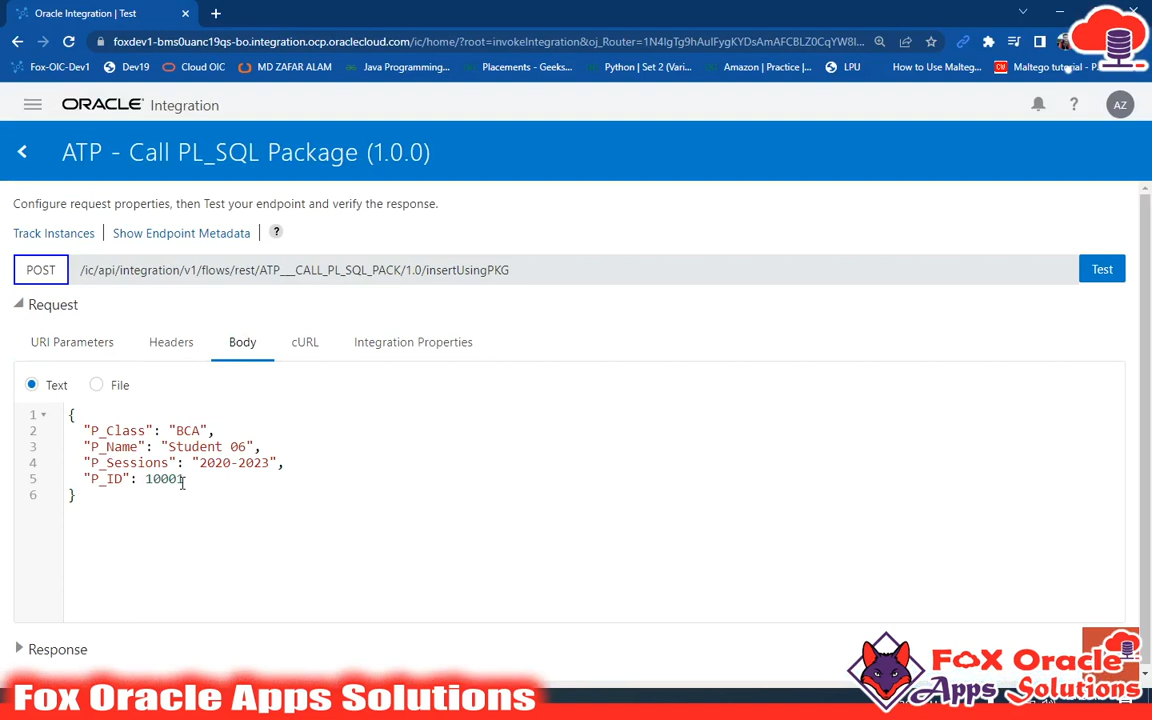 Oracle Integration | Test
foxdev1-bms0uanc19qs-bo.integration.ocp.oraclecloud.com/ic/home/?root=invokeIntegration&oj_Router=1N4IgTg9hAuIFgKYDsAmAFCBLZ0QYW8I...
Fox-OIC-Dev1 Dev19 Cloud OIC MD ZAFAR ALAM Java Programming... Placements - Geeks... Python | Set 2 (Vari... Amazon | Practice |... LPU How to Use Malteg... Maltego tutorial - P...
ORACLE Integration AZ
ATP - Call PL_SQL Package (1.0.0)
Configure request properties, then Test your endpoint and verify the response.
Track Instances Show Endpoint Metadata ?
POST /ic/api/integration/v1/flows/rest/ATP___CALL_PL_SQL_PACK/1.0/insertUsingPKG Test
Request
URI Parameters Headers Body cURL Integration Properties
Text File
1 {
2 "P_Class": "BCA",
3 "P_Name": "Student 06",
4 "P_Sessions": "2020-2023",
5 "P_ID": 10001
6 }
Response
Fox Oracle Apps Solutions
FOX Oracle
Apps Solutions